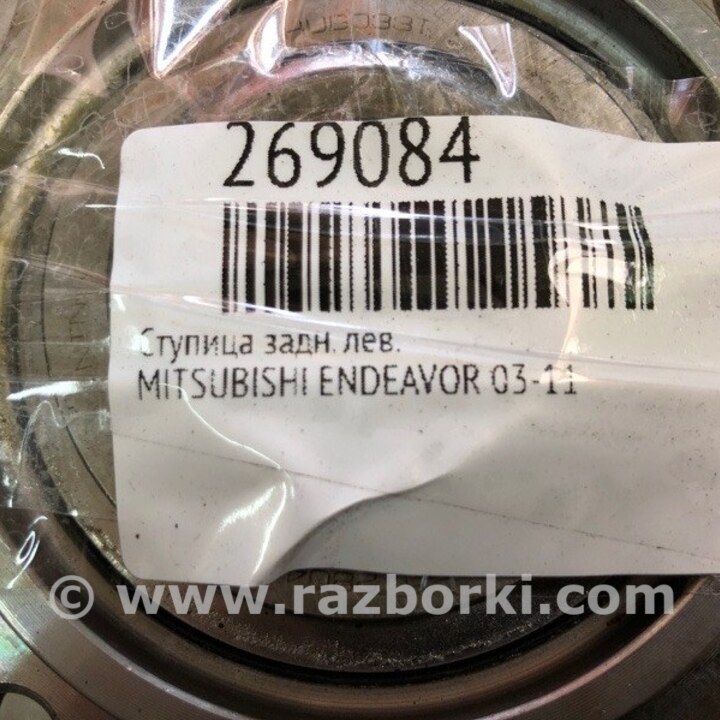 269084
Ступица задн. лев.
MITSUBISHI ENDEAVOR 03-11
© www.razborki.com